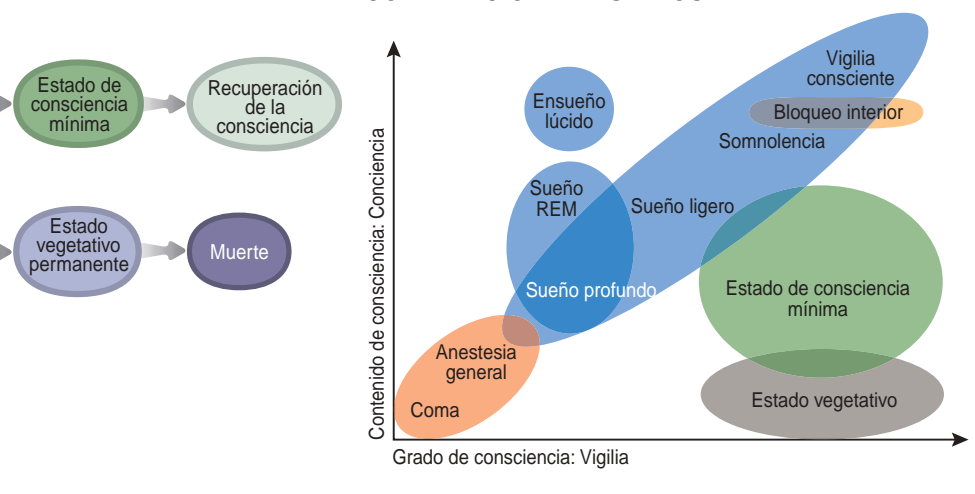 Estado de
consciencia
mínima
Recuperación
de la
consciencia
Estado
vegetativo
permanente
Muerte
Contenido de consciencia: Conciencia
Vigilia
consciente
Ensueño
lúcido
Bloqueo interior
Somnolencia
Sueño
REM
Sueño ligero
Sueño profundo
Estado de consciencia
mínima
Anestesia
general
Coma
Estado vegetativo
Grado de consciencia: Vigilia